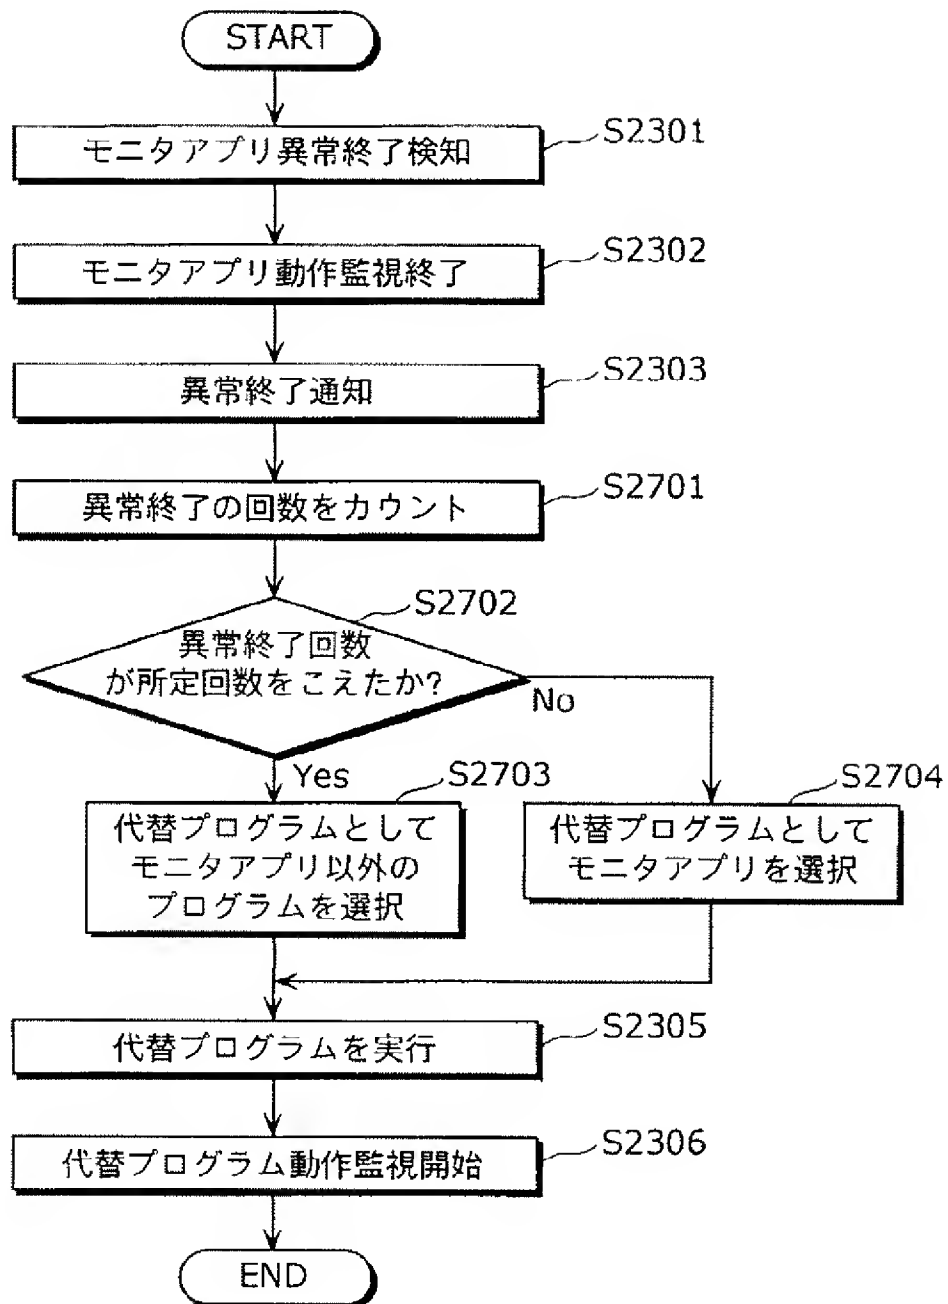 START
モニタアプリ異常終了検知
S2301
モニタアプリ動作監視終了
S2302
異常終了通知
S2303
異常終了の回数をカウント
S2701
S2702
異常終了回数
が所定回数をこえたか?
No
Yes
S2703
代替プログラムとして
モニタアプリ以外の
プログラムを選択
S2704
代替プログラムとして
モニタアプリを選択
代替プログラムを実行
S2305
代替プログラム動作監視開始
S2306
END